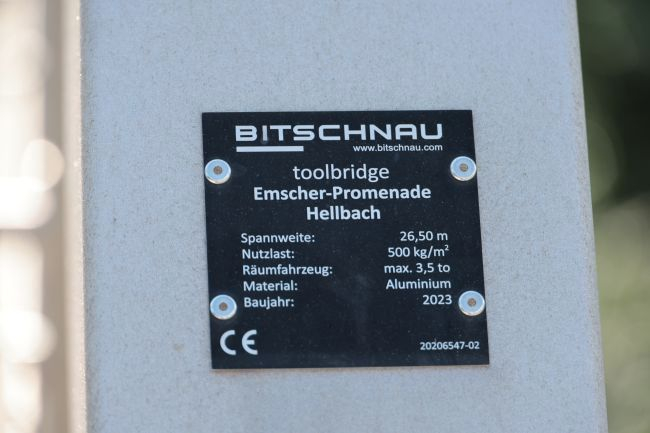 BITSCHNAU
www.bitschnau.com
toolbridge
Emscher-Promenade
Hellbach
Spannweite: 26,50 m
Nutzlast: 500 kg/m²
Räumfahrzeug: max. 3,5 to
Material: Aluminium
Baujahr: 2023
CE 20206547-02